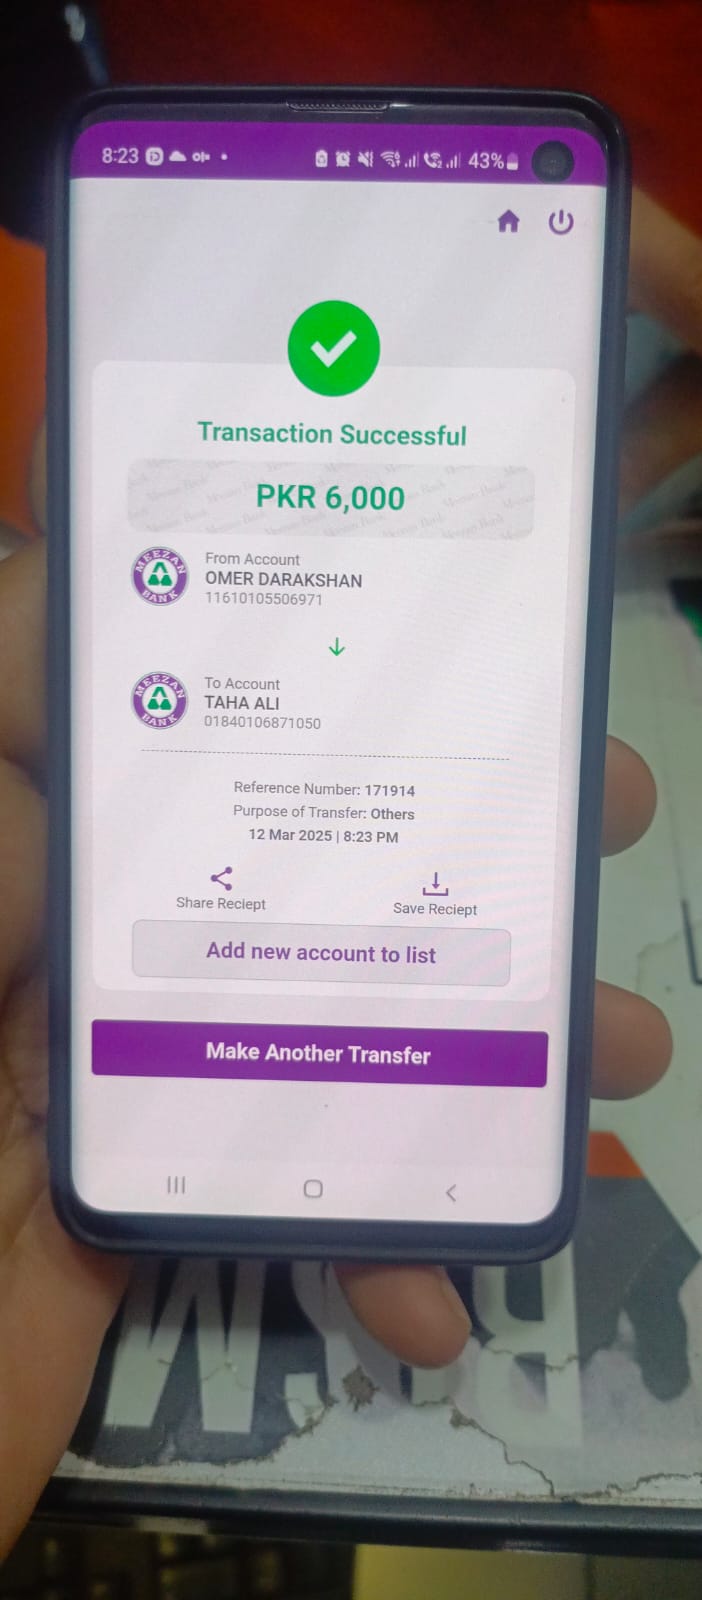 8:23
43%
Transaction Successful
PKR 6,000
MEEZAN BANK
From Account
OMER DARAKSHAN
11610105506971
MEEZAN BANK
To Account
TAHA ALI
01840106871050
Reference Number: 171914
Purpose of Transfer: Others
12 Mar 2025 | 8:23 PM
Share Reciept
Save Reciept
Add new account to list
Make Another Transfer